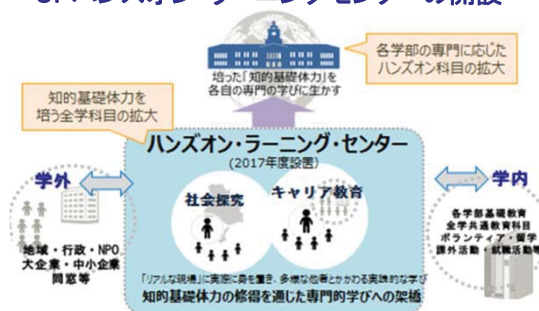 培った「知的基礎体力」を
各自の専門の学びに生かす
各学部の専門に応じた
ハンズオン科目の拡大
知的基礎体力を
培う全学科目の拡大
ハンズオン・ラーニング・センター
(2017年度設置)
社会探究
キャリア教育
学外
地域・行政・NPO
大企業・中小企業
同窓等
学内
各学部基礎教育
全学共通教育科目
ボランティア・留学
課外活動・就職活動等
「リアルな現場」に実際に身を置き、多様な他者とかかわる実践的な学び
知的基礎体力の修得を通じた専門的学びへの架橋